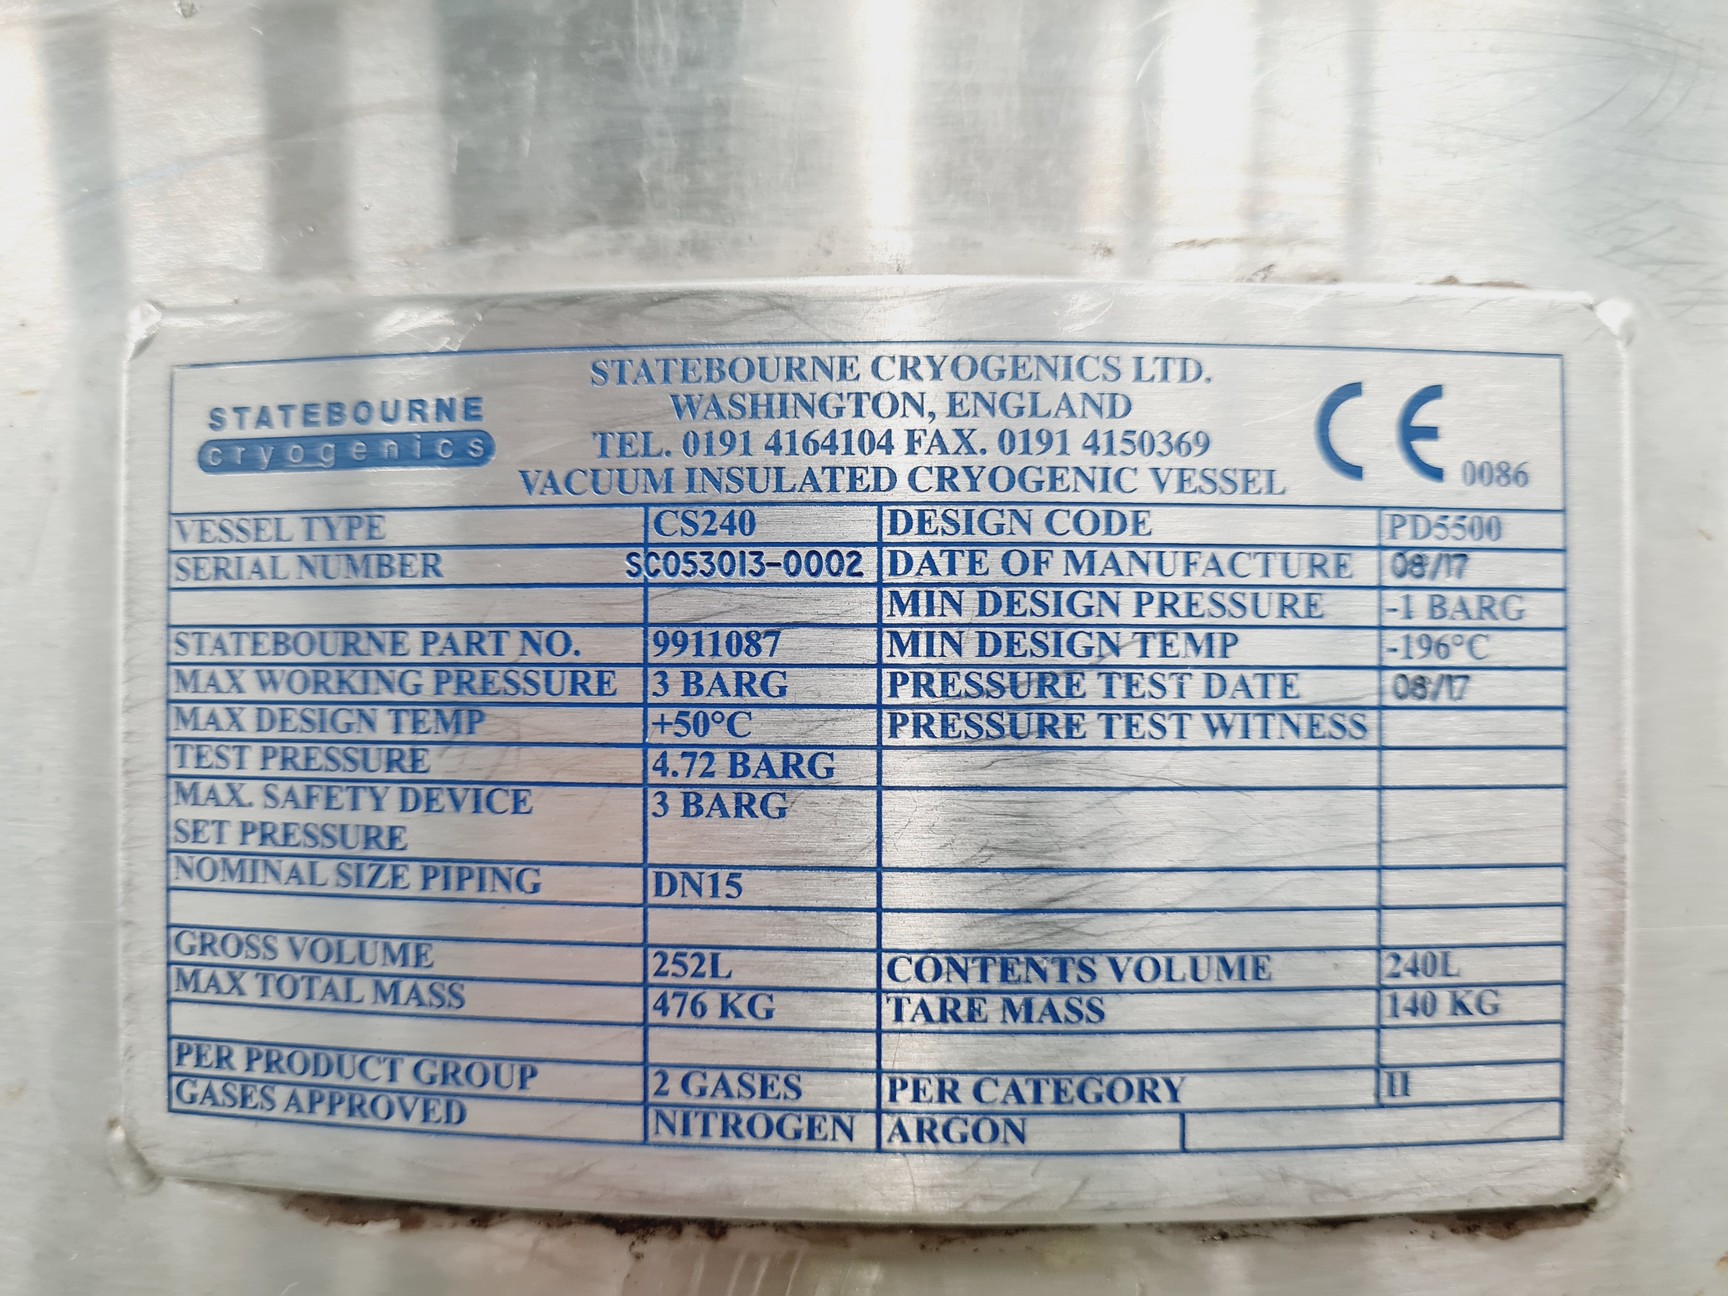 STATEBOURNE
cryogenics
STATEBOURNE CRYOGENICS LTD.
WASHINGTON, ENGLAND
TEL. 0191 4164104 FAX. 0191 4150369
VACUUM INSULATED CRYOGENIC VESSEL
CE 0086
VESSEL TYPE CS240 DESIGN CODE PD5500
SERIAL NUMBER SC053013-0002 DATE OF MANUFACTURE 08/17
MIN DESIGN PRESSURE -1 BARG
STATEBOURNE PART NO. 9911087 MIN DESIGN TEMP -196°C
MAX WORKING PRESSURE 3 BARG PRESSURE TEST DATE 08/17
MAX DESIGN TEMP +50°C PRESSURE TEST WITNESS
TEST PRESSURE 4.72 BARG
MAX. SAFETY DEVICE 3 BARG
SET PRESSURE
NOMINAL SIZE PIPING DN15
GROSS VOLUME 252L CONTENTS VOLUME 240L
MAX TOTAL MASS 476 KG TARE MASS 140 KG
PER PRODUCT GROUP 2 GASES PER CATEGORY II
GASES APPROVED NITROGEN ARGON